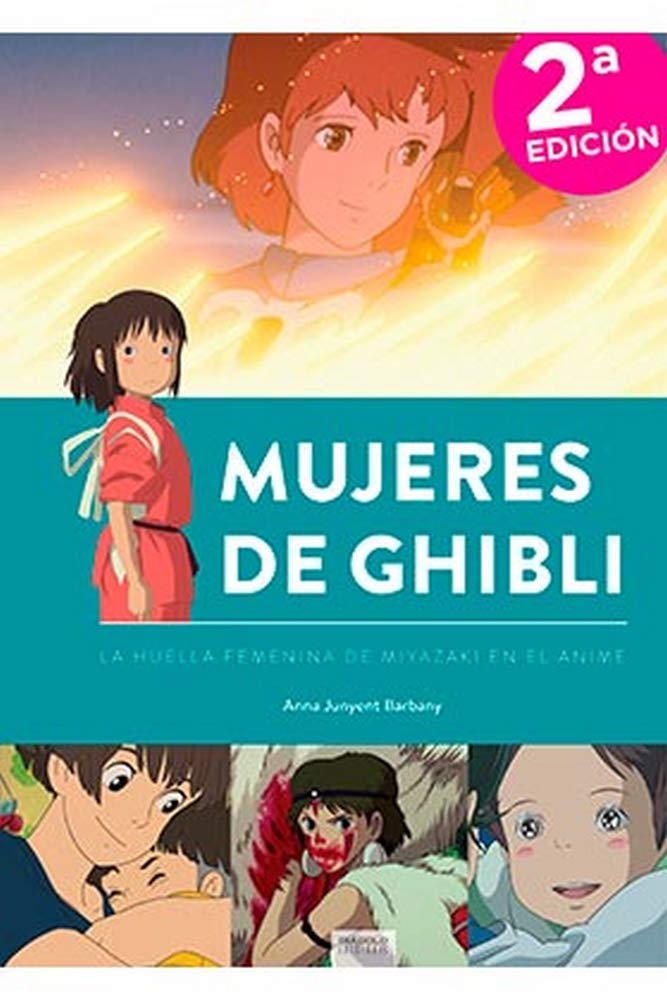 2ª
EDICIÓN
MUJERES
DE GHIBLI
LA HUELLA FEMENINA DE MIYAZAKI EN EL ANIME
Anna Junyent Barbany